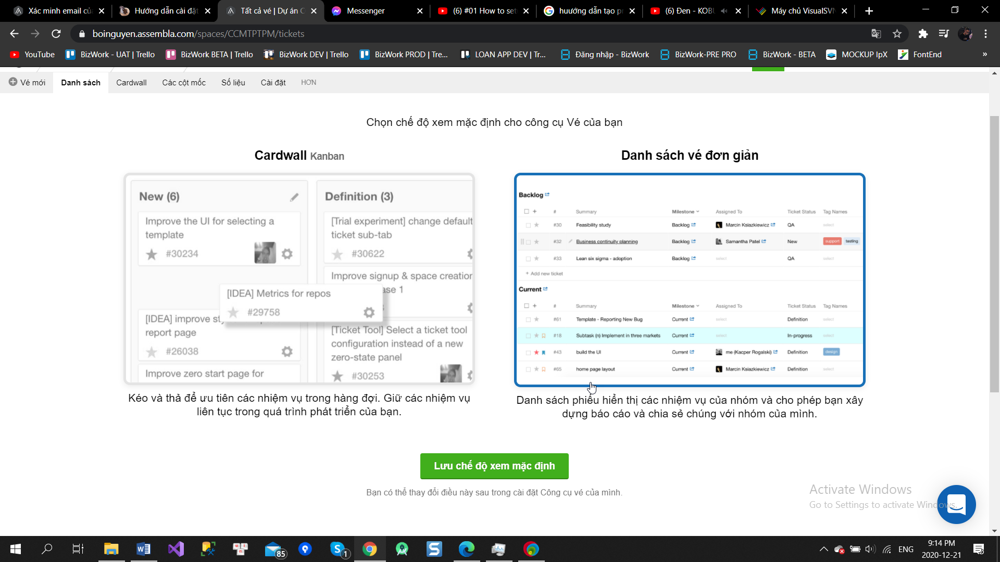 Xác minh email củ
Hướng dẫn cài đặt
Tất cả vé | Dự án C
Messenger
(6) #01 How to set
huướng dẫn tạo pr
(6) Đen - KOBU
Máy chủ VisualSVN
boinguyen.assembla.com/spaces/CCMTPTPM/tickets
YouTube
BizWork - UAT | Trello
BizWork BETA | Trello
BizWork DEV | Trello
BizWork PROD | Tre...
LOAN APP DEV | Tr...
Đăng nhập - BizWork
BizWork-PRE PRO
BizWork - BETA
MOCKUP IpX
FontEnd
»
Vé mới
Danh sách
Cardwall
Các cột mốc
Số liệu
Cài đặt
HƠN
Chọn chế độ xem mặc định cho công cụ Vé của bạn
Cardwall Kanban
New (6)
Improve the UI for selecting a
template
#30234
[IDEA] Metrics for repos
#29758
[IDEA] improve st
report page
#26038
Improve zero start page for
Definition (3)
[Trial experiment] change default
ticket sub-tab
#30622
Improve signup & space creation
ase 1
[Ticket Tool] Select a ticket tool
configuration instead of a new
zero-state panel
#30253
Kéo và thả để ưu tiên các nhiệm vụ trong hàng đợi. Giữ các nhiệm vụ
liên tục trong quá trình phát triển của bạn.
Danh sách vé đơn giản
Backlog
# Summary Milestone Assigned To Ticket Status Tag Names
#30 Feasibility study Backlog Marcin Ksiazkiewicz QA select
#32 Business continuity planning Backlog Samantha Patel New support testing
#33 Lean six sigma - adoption Backlog select QA select
+ Add new ticket
Current
# Summary Milestone Assigned To Ticket Status Tag Names
#61 Template - Reporting New Bug Current select Definition select
#18 Subtask (n) Implement in three markets Current select In-progress select
#43 build the UI Current me (Kacper Rogalski) Definition design
#65 home page layout Current Marcin Ksiazkiewicz Definition select
Danh sách phiếu hiển thị các nhiệm vụ của nhóm và cho phép bạn xây
dựng báo cáo và chia sẻ chúng với nhóm của mình.
Lưu chế độ xem mặc định
Bạn có thể thay đổi điều này sau trong cài đặt Công cụ vé của mình.
Activate Windows
Go to Settings to activate Windows.
85
1
ENG
9:14 PM
2020-12-21